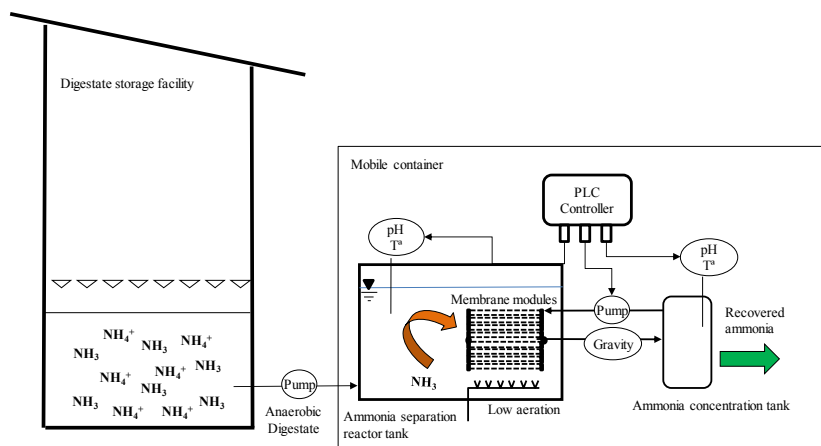 Digestate storage facility
Mobile container
PLC
Controller
pH
Tª
pH
Tª
Membrane modules
Pump
Recovered
ammonia
Gravity
NH₄⁺
NH₃
NH₄⁺
NH₃
NH₃
NH₄⁺
NH₄⁺
NH₃
NH₃
NH₄⁺
NH₄⁺
NH₃
Pump
Anaerobic
Digestate
NH₃
Low aeration
Ammonia separation
reactor tank
Ammonia concentration tank